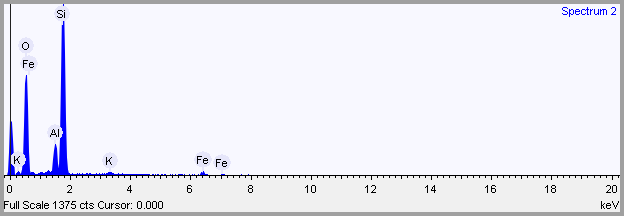 Spectrum 2
Si
O
Fe
Al
K
K
Fe
Fe
0 2 4 6 8 10 12 14 16 18 20
Full Scale 1375 cts Cursor: 0.000 keV